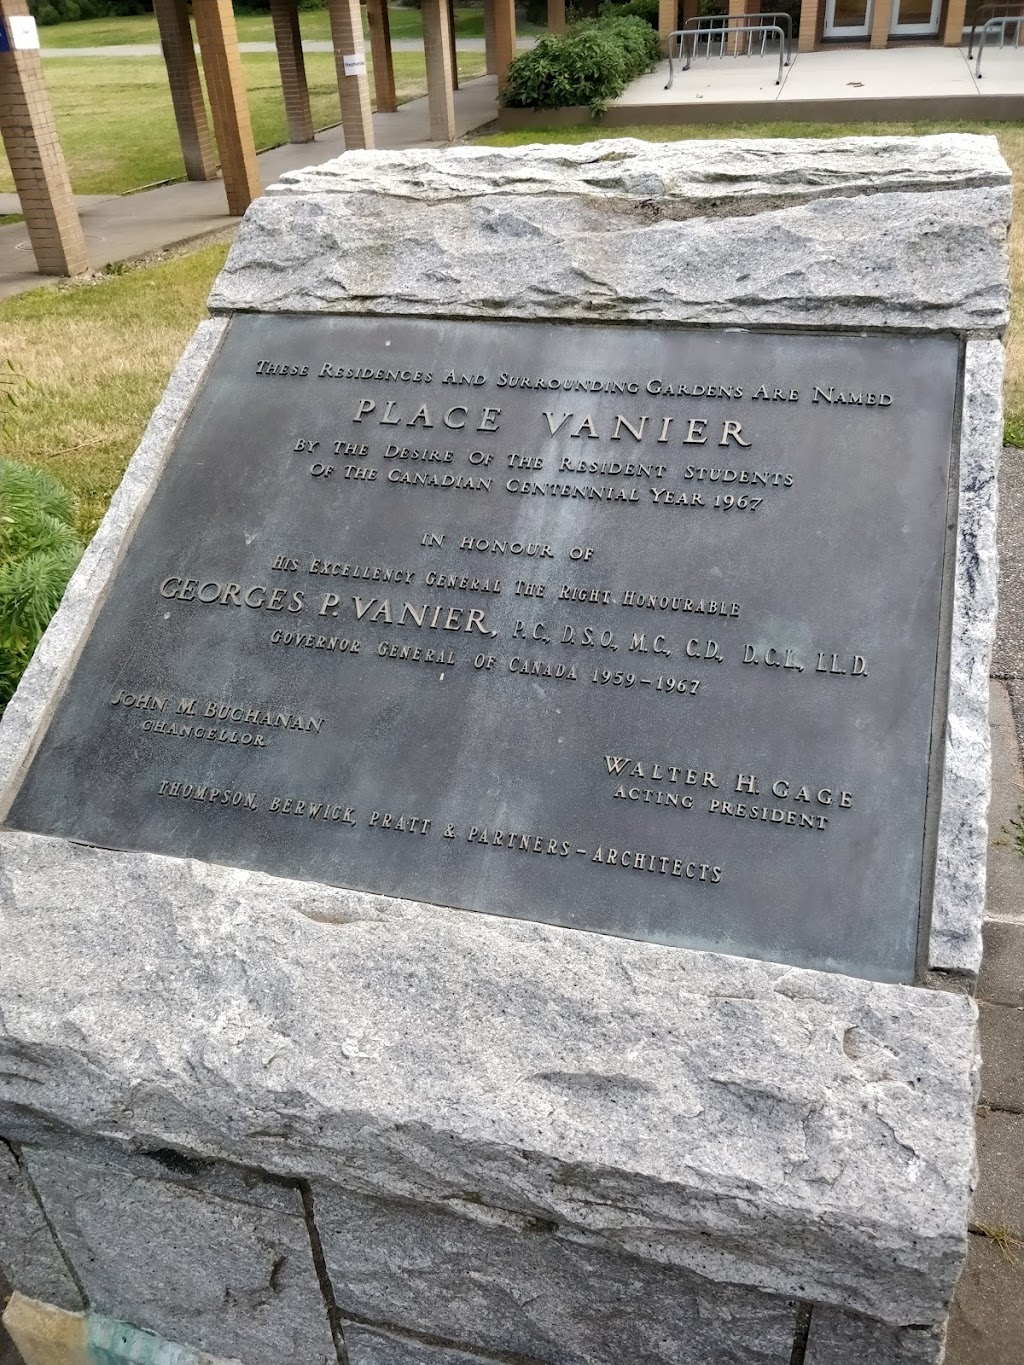 These Residences And Surrounding Gardens Are Named
PLACE VANIER
By The Desire Of The Resident Students
Of The Canadian Centennial Year 1967
IN HONOUR OF
His Excellency General The Right Honourable
GEORGES P. VANIER, P.C., D.S.O., M.C., C.D., D.C.L., LL.D.
Governor General Of Canada 1959-1967
John M. Buchanan
CHANCELLOR
Walter H. Gage
ACTING PRESIDENT
THOMPSON, BERWICK, PRATT & PARTNERS-ARCHITECTS